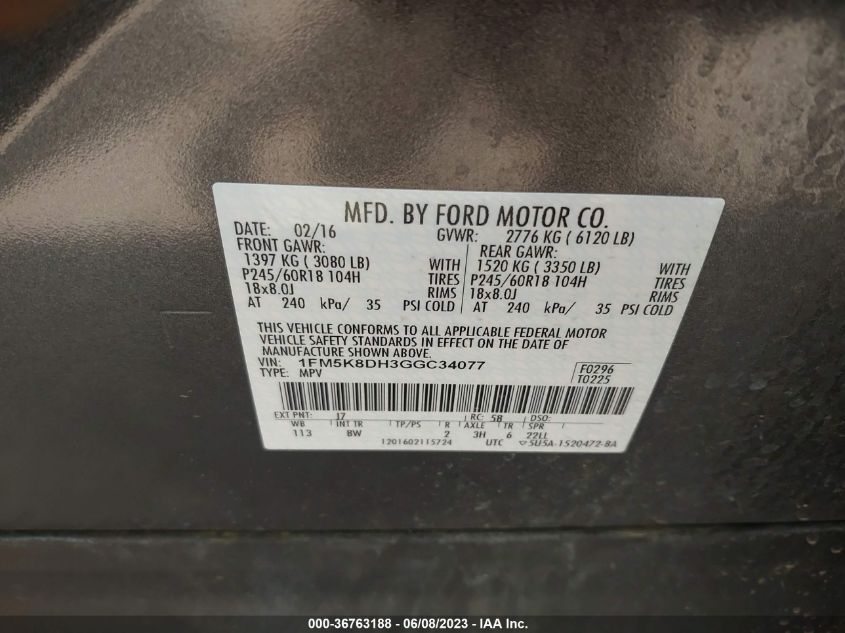 MFD. BY FORD MOTOR CO.
DATE: 02/16 GVWR: 2776 KG ( 6120 LB)
FRONT GAWR: REAR GAWR:
1397 KG ( 3080 LB) WITH 1520 KG ( 3350 LB) WITH
P245/60R18 104H TIRES P245/60R18 104H TIRES
18x8.0J RIMS 18x8.0J RIMS
AT 240 kPa/ 35 PSI COLD AT 240 kPa/ 35 PSI COLD
THIS VEHICLE CONFORMS TO ALL APPLICABLE FEDERAL MOTOR
VEHICLE SAFETY STANDARDS IN EFFECT ON THE DATE OF
MANUFACTURE SHOWN ABOVE.
VIN: 1FM5K8DH3GGC34077 F0296
TYPE: MPV T0225
EXT PNT: J7 RC: 58 DSO:
WB INT TR TP/PS R AXLE TR SPR
113 8W 2 3H 6 22LL
1201602115724 UTC ▽5U5A-1520472-8A
000-36763188 - 06/08/2023 - IAA Inc.